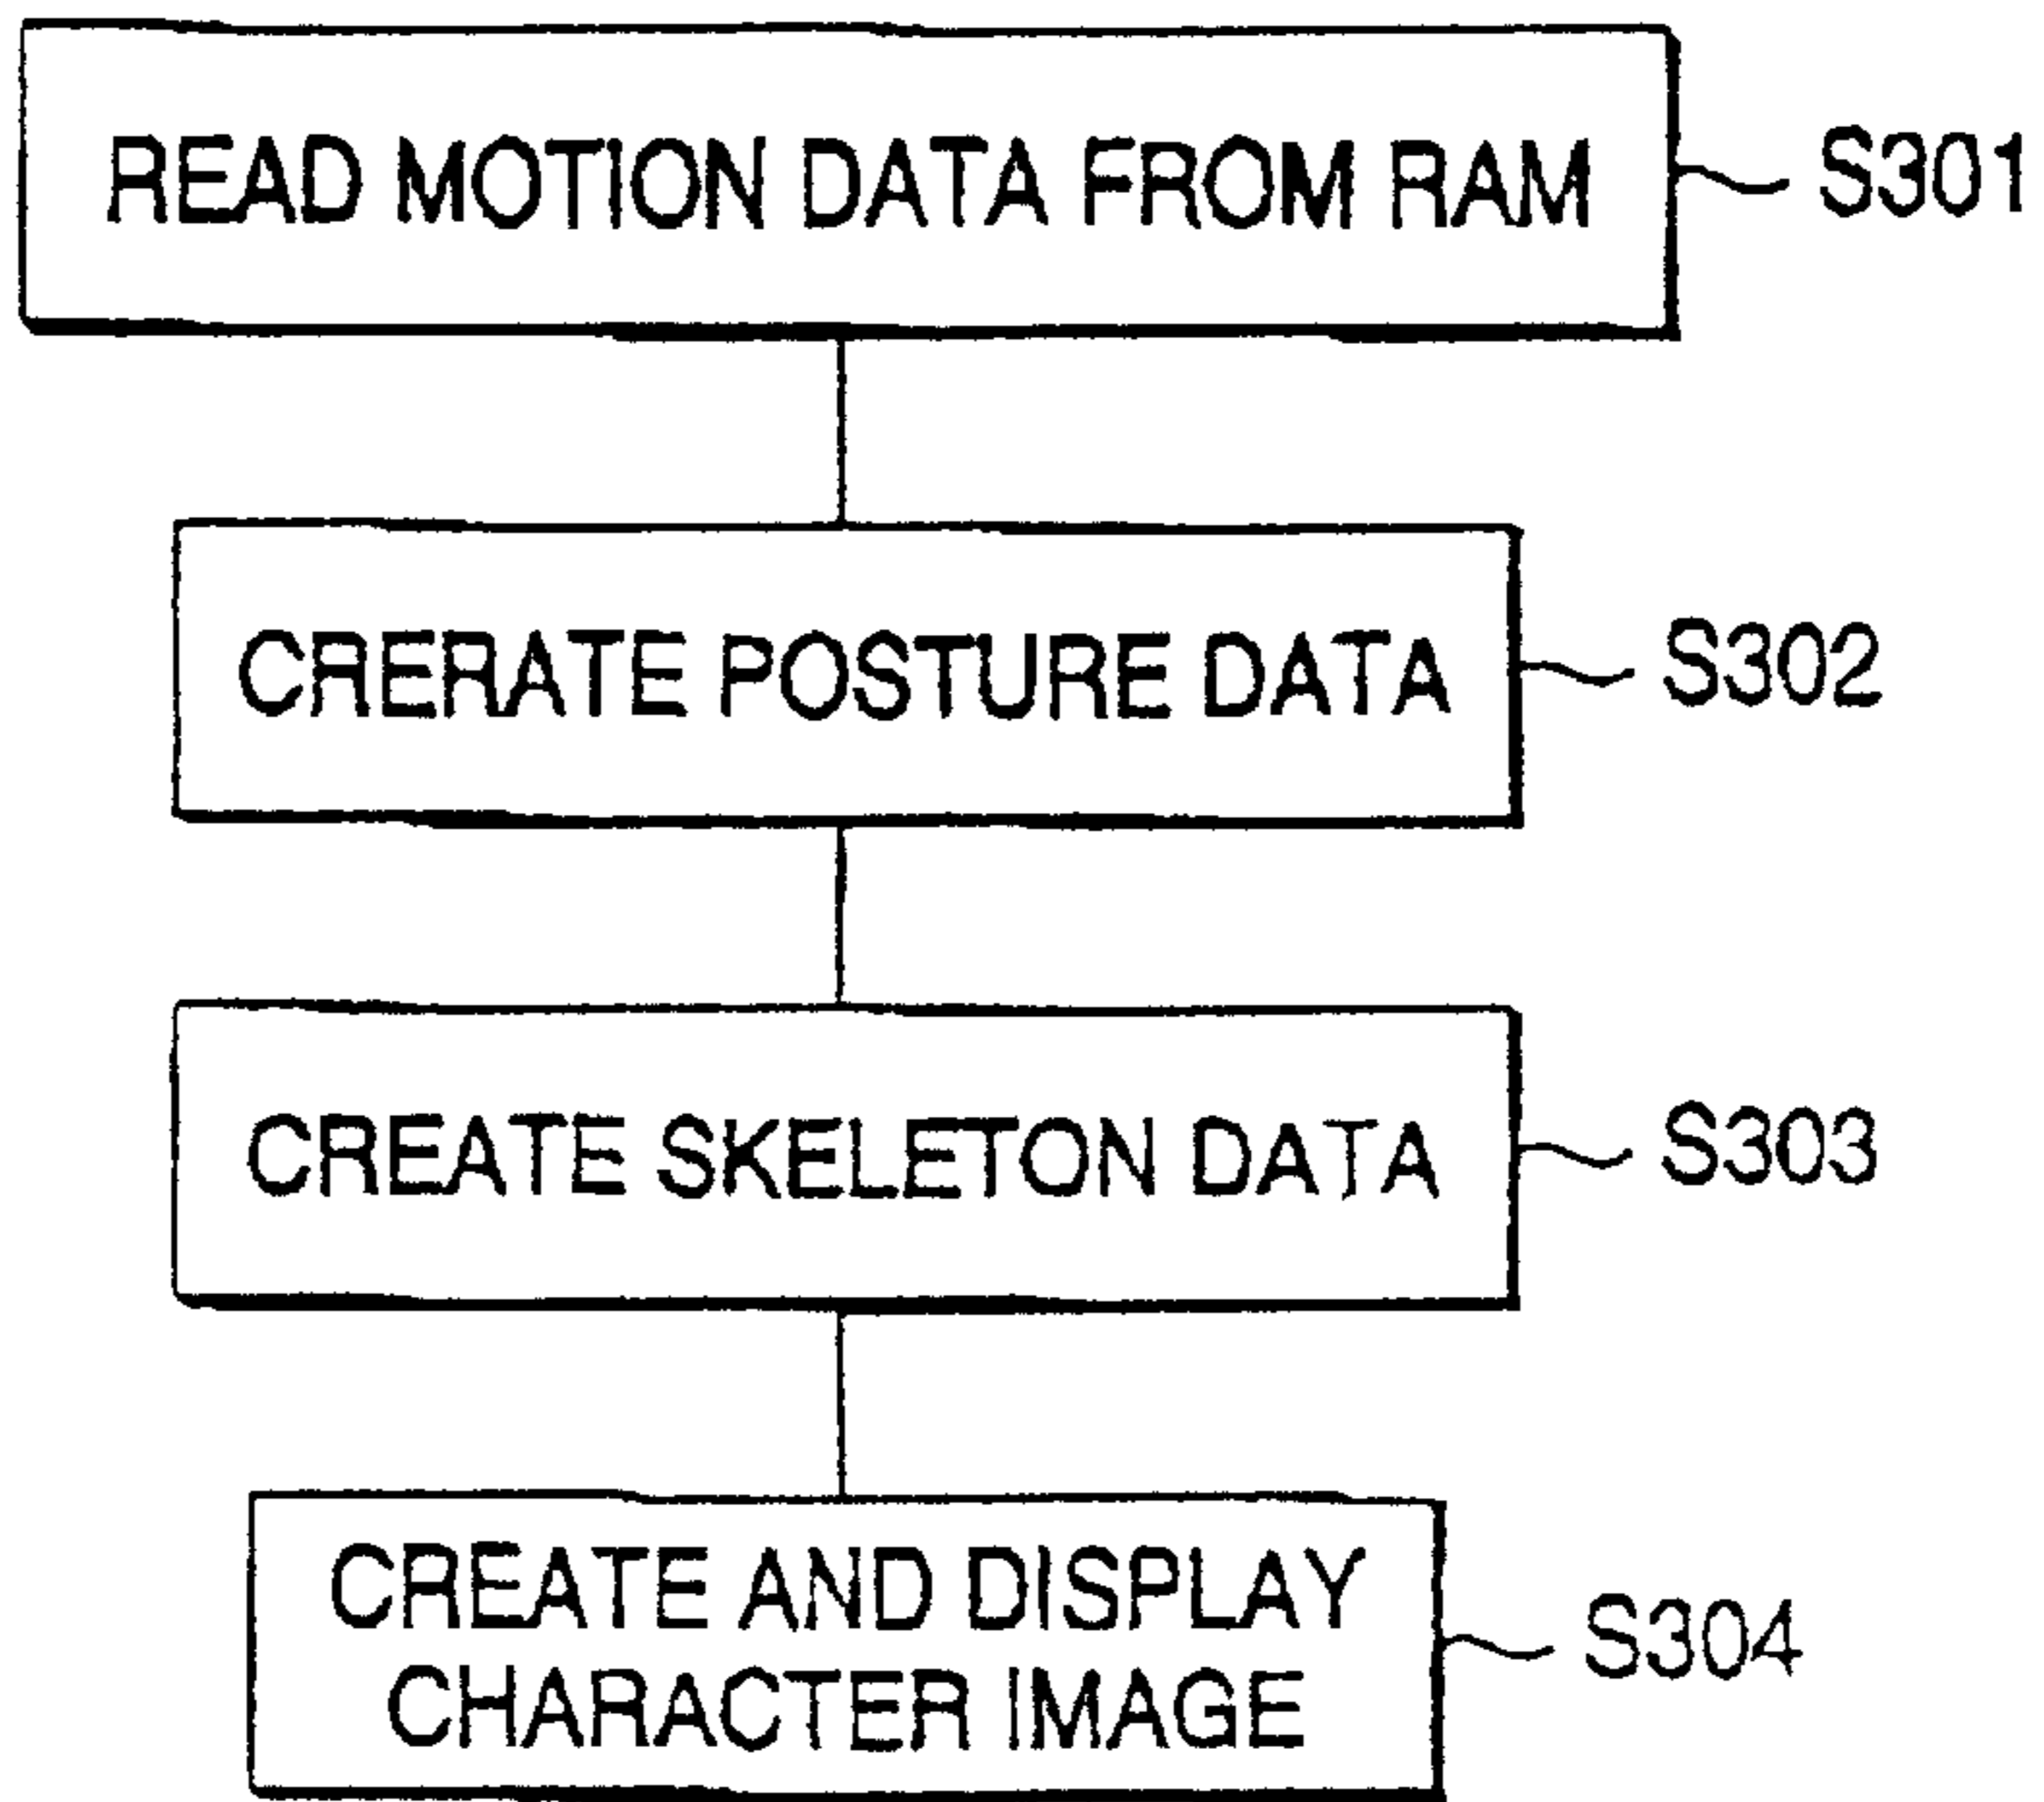 READ MOTION DATA FROM RAM
S301
CRERATE POSTURE DATA
S302
CREATE SKELETON DATA
S303
CREATE AND DISPLAY
CHARACTER IMAGE
S304